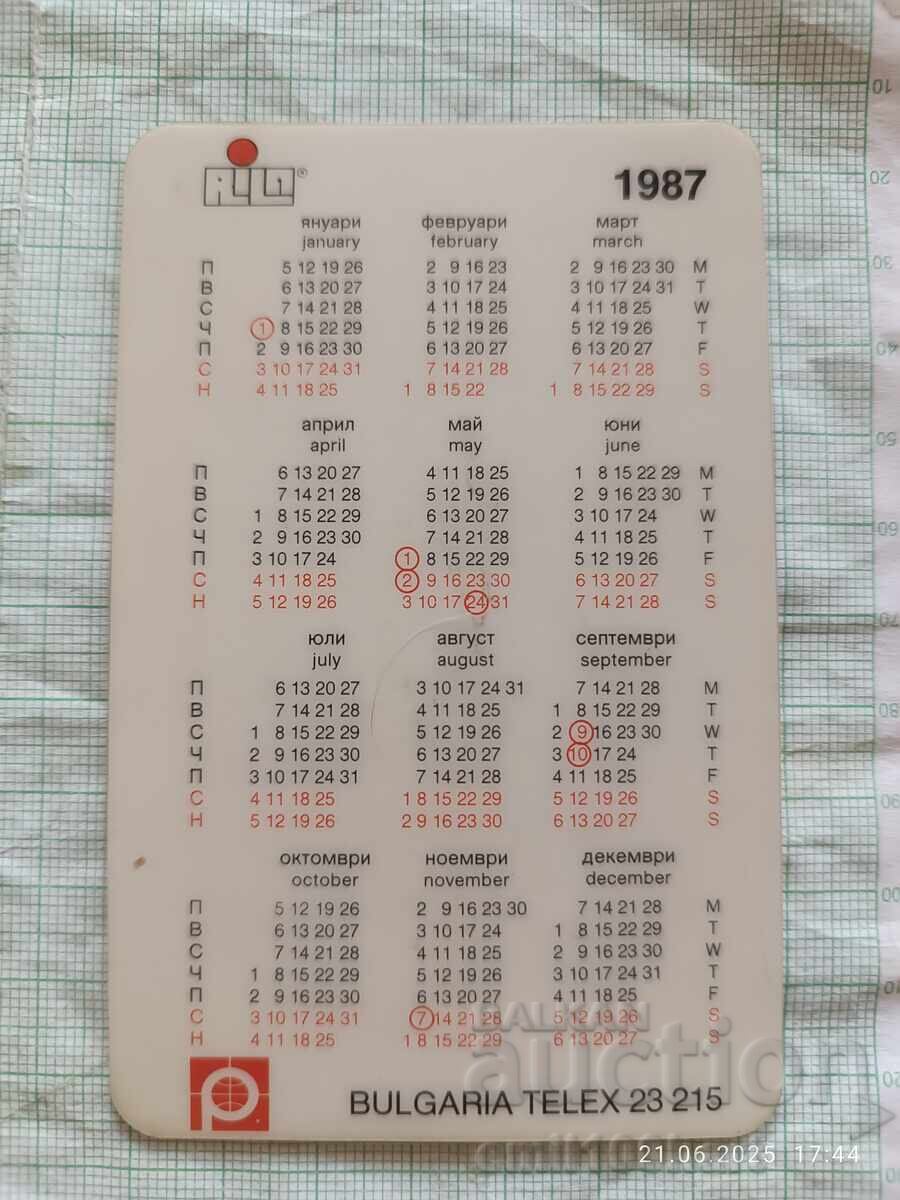 RILA® 1987
януари февруари март
january february march
П 5 12 19 26 2 9 16 23 2 9 16 23 30 M
В 6 13 20 27 3 10 17 24 3 10 17 24 31 T
С 7 14 21 28 4 11 18 25 4 11 18 25 W
Ч 1 8 15 22 29 5 12 19 26 5 12 19 26 T
П 2 9 16 23 30 6 13 20 27 6 13 20 27 F
С 3 10 17 24 31 7 14 21 28 7 14 21 28 S
Н 4 11 18 25 1 8 15 22 1 8 15 22 29 S
април май юни
april may june
П 6 13 20 27 4 11 18 25 1 8 15 22 29 M
В 7 14 21 28 5 12 19 26 2 9 16 23 30 T
С 1 8 15 22 29 6 13 20 27 3 10 17 24 W
Ч 2 9 16 23 30 7 14 21 28 4 11 18 25 T
П 3 10 17 24 1 8 15 22 29 5 12 19 26 F
С 4 11 18 25 2 9 16 23 30 6 13 20 27 S
Н 5 12 19 26 3 10 17 24 31 7 14 21 28 S
юли август септември
july august september
П 6 13 20 27 3 10 17 24 31 7 14 21 28 M
В 7 14 21 28 4 11 18 25 1 8 15 22 29 T
С 1 8 15 22 29 5 12 19 26 2 9 16 23 30 W
Ч 2 9 16 23 30 6 13 20 27 3 10 17 24 T
П 3 10 17 24 31 7 14 21 28 4 11 18 25 F
С 4 11 18 25 1 8 15 22 29 5 12 19 26 S
Н 5 12 19 26 2 9 16 23 30 6 13 20 27 S
октомври ноември декември
october november december
П 5 12 19 26 2 9 16 23 30 7 14 21 28 M
В 6 13 20 27 3 10 17 24 1 8 15 22 29 T
С 7 14 21 28 4 11 18 25 2 9 16 23 30 W
Ч 1 8 15 22 29 5 12 19 26 3 10 17 24 31 T
П 2 9 16 23 30 6 13 20 27 4 11 18 25 F
С 3 10 17 24 31 7 14 21 28 5 12 19 26 S
Н 4 11 18 25 1 8 15 22 29 6 13 20 27 S
BALKAN
auction
BULGARIA TELEX 23 215
21.06.2025 17:44